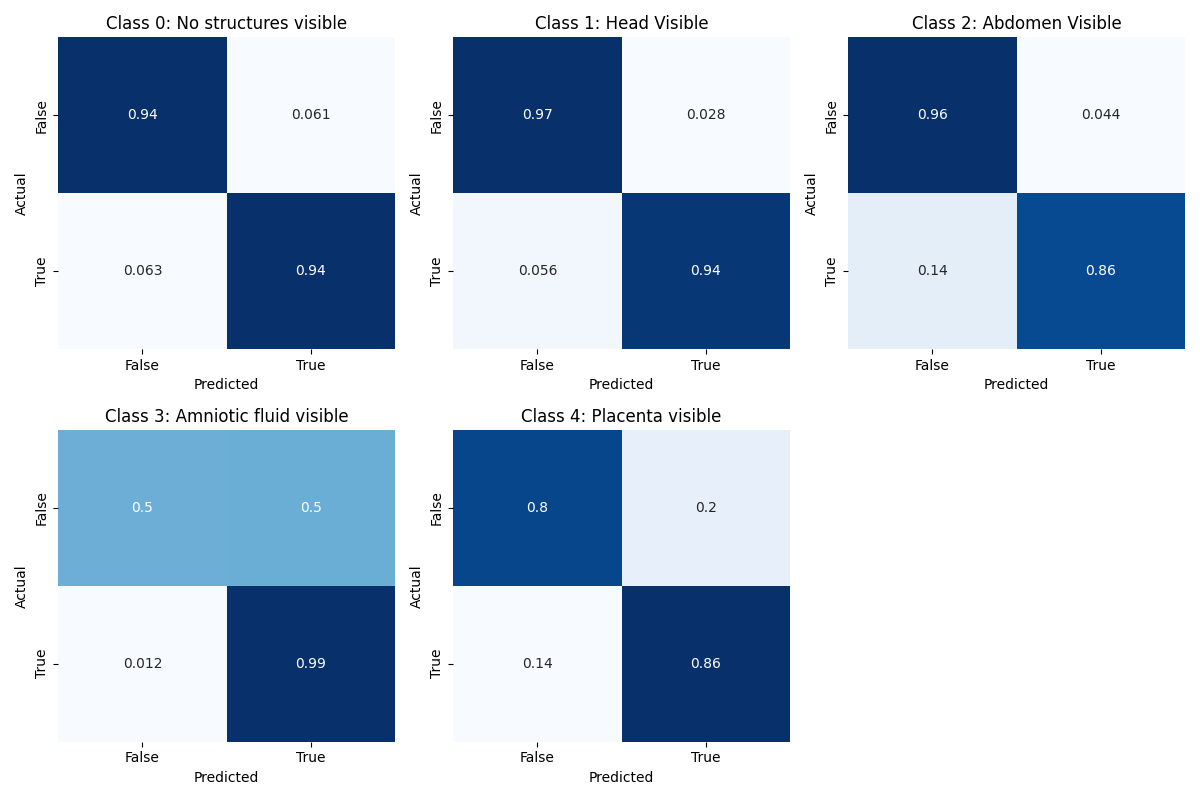 Class 0: No structures visible
Class 1: Head Visible
Class 2: Abdomen Visible
False
0.94
0.061
False
0.97
0.028
False
0.96
0.044
Actual
Actual
Actual
True
0.063
0.94
True
0.056
0.94
True
0.14
0.86
False
True
False
True
False
True
Predicted
Predicted
Predicted
Class 3: Amniotic fluid visible
Class 4: Placenta visible
False
0.5
0.5
False
0.8
0.2
Actual
Actual
True
0.012
0.99
True
0.14
0.86
False
True
False
True
Predicted
Predicted